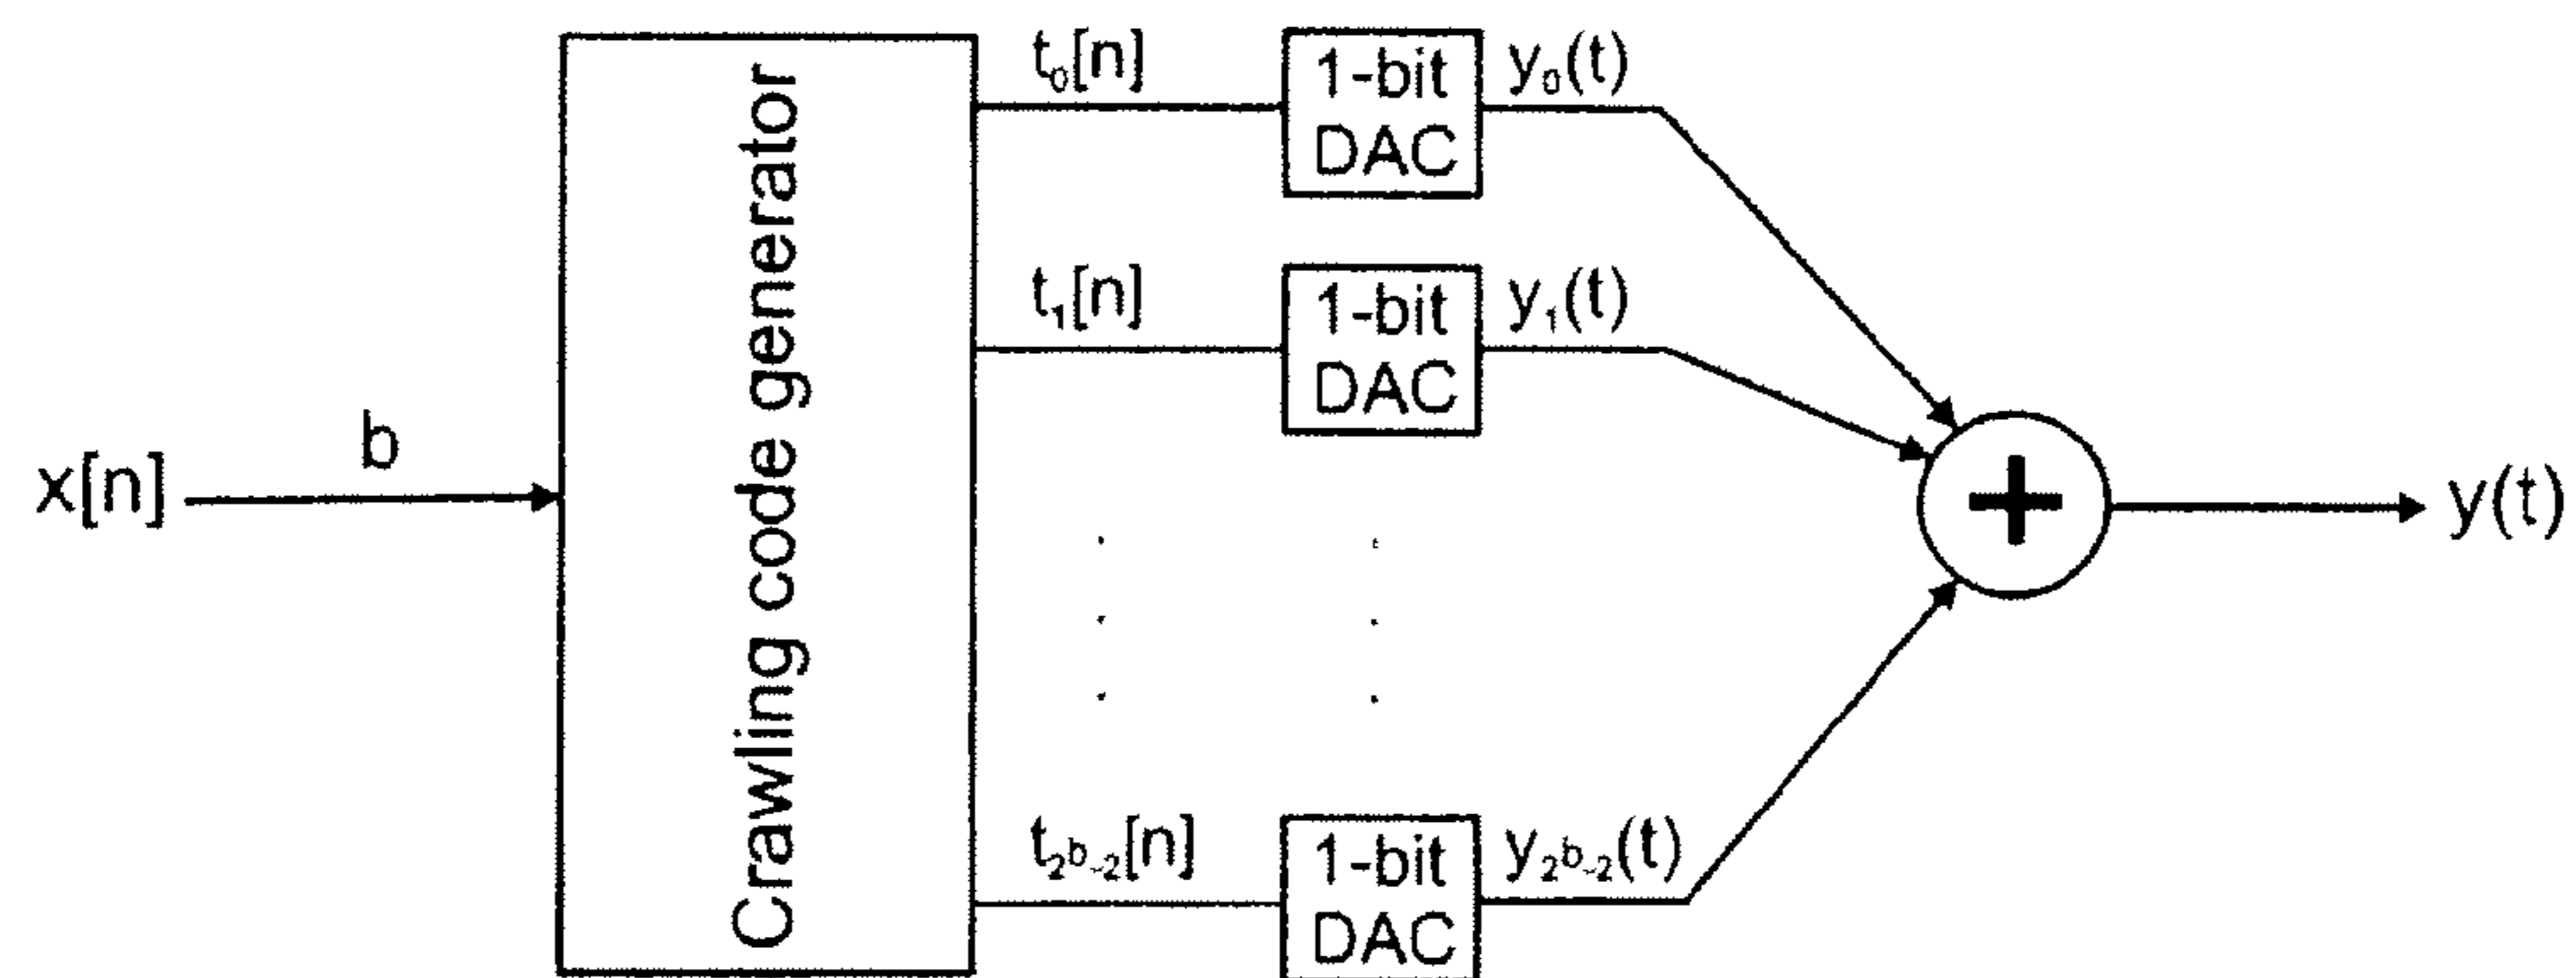 t₀[n]
1-bit
DAC
y₀(t)
t₁[n]
1-bit
DAC
y₁(t)
x[n]
b
Crawling code generator
+
y(t)
t₂ᵇ₋₂[n]
1-bit
DAC
y₂ᵇ₋₂(t)